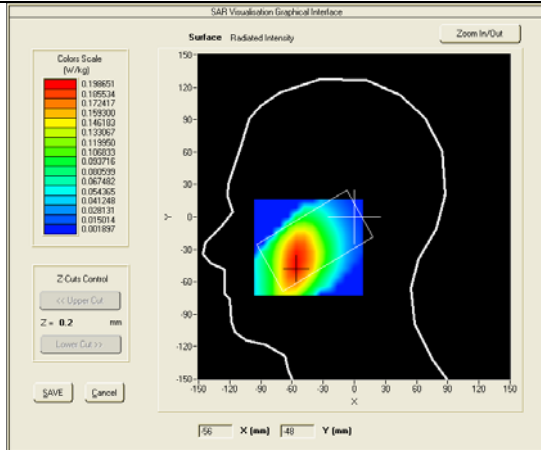 SAR Visualisation Graphical Interface
Surface Radiated Intensity
Zoom In/Out
Colors Scale
(W/kg)
0.198651
0.185534
0.172417
0.159300
0.146183
0.133067
0.119950
0.106833
0.093716
0.080599
0.067482
0.054365
0.041248
0.028131
0.015014
0.001897
Z-Cuts Control
<< Upper Cut
Z = 0.2 mm
Lower Cut >>
SAVE Cancel
150-
120-
90-
60-
30-
0-
-30-
-60-
-90-
-120-
-150-
Y
-150 -120 -90 -60 -30 0 30 60 90 120 150
X
-56 X (mm) -48 Y (mm)